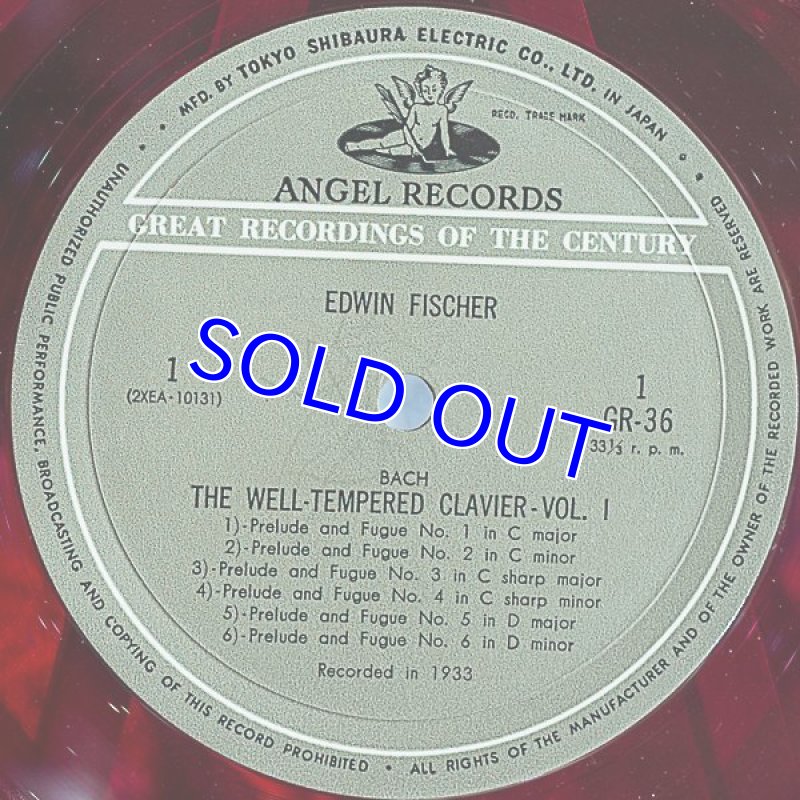 MFD. BY TOKYO SHIBAURA ELECTRIC CO., LTD. IN JAPAN
REGD. TRADE MARK
ANGEL RECORDS
GREAT RECORDINGS OF THE CENTURY
EDWIN FISCHER
1
(2XEA-10131)
1
GR-36
33⅓ r. p. m.
SOLD OUT
BACH
THE WELL-TEMPERED CLAVIER-VOL. I
1)-Prelude and Fugue No. 1 in C major
2)-Prelude and Fugue No. 2 in C minor
3)-Prelude and Fugue No. 3 in C sharp major
4)-Prelude and Fugue No. 4 in C sharp minor
5)-Prelude and Fugue No. 5 in D major
6)-Prelude and Fugue No. 6 in D minor
Recorded in 1933
UNAUTHORIZED PUBLIC PERFORMANCE, BROADCASTING AND COPYING OF THIS RECORD PROHIBITED • ALL RIGHTS OF THE MANUFACTURER AND OF THE OWNER OF THE RECORDED WORK ARE RESERVED